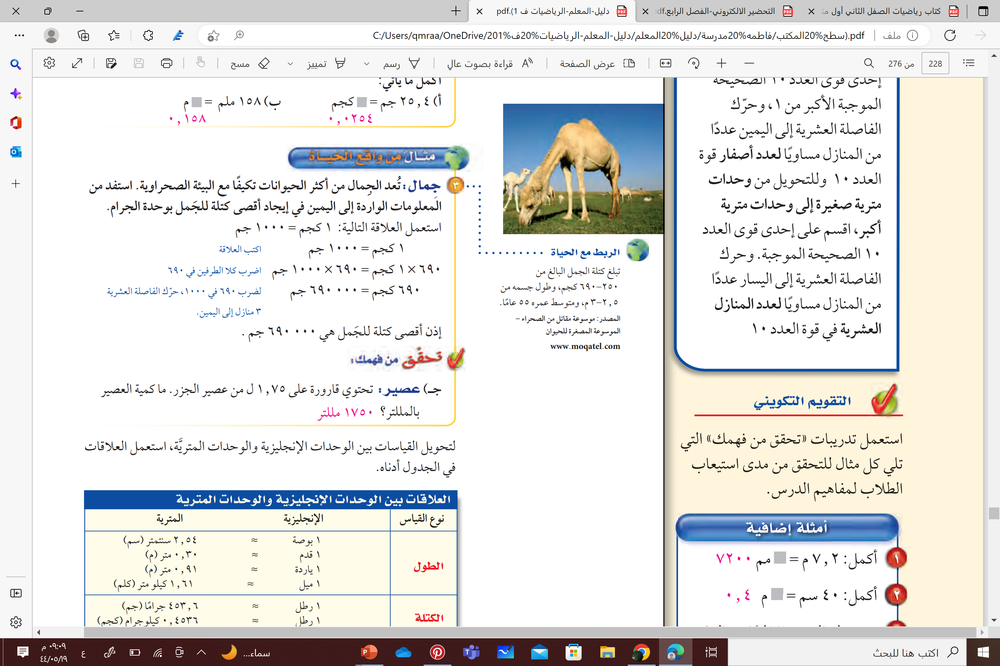 كتاب رياضيات الصفل الثاني أول
التحضير الالكتروني-الفصل الرابع.pdf
دليل-المعلم-الرياضيات ف 1).pdf
ملف
C:/Users/qmraa/OneDrive/سطح%20المكتب/فاطمه%20مدرسة/دليل%20المعلم/دليل-المعلم-الرياضيات%20ف%201).pdf
228 من 276
عرض الصفحة
قراءة بصوت عالٍ
رسم
تمييز
مسح
إحدى قوى العدد ١٠ الصحيحة
الموجبة الأكبر من ١، وحرّك
الفاصلة العشرية إلى اليمين عددًا
من المنازل مساويًا لعدد أصفار قوة
العدد ١٠ وللتحويل من وحدات
مترية صغيرة إلى وحدات مترية
أكبر، اقسم على إحدى قوى العدد
١٠ الصحيحة الموجبة. وحرك
الفاصلة العشرية إلى اليسار عددًا
من المنازل مساويًا لعدد المنازل
العشرية في قوة العدد ١٠
التقويم التكويني
استعمل تدريبات «تحقق من فهمك» التي
تلي كل مثال للتحقق من مدى استيعاب
الطلاب لمفاهيم الدرس.
أمثلة إضافية
١ أكمل: ٧,٢ م = ■ مم ٧٢٠٠
٢ أكمل: ٤٠ سم = ■ م ٠,٤
الربط مع الحياة
تبلغ كتلة الجمل البالغ من
٢٥٠–٦٩٠ كجم، وطول جسمه من
٢,٥–٣ م، ومتوسط عمره ٥٥ عامًا.
المصدر: موسوعة مقاتل من الصحراء –
الموسوعة المصغرة للحيوان
www.moqatel.com
أكمل ما يأتي:
أ) ٢٥,٤ جم = ■ كجم
٠,٠٢٥٤
ب) ١٥٨ ملم = ■ م
٠,١٥٨
مثال من واقع الحياة
٣ جِمال: تُعد الجِمال من أكثر الحيوانات تكيفًا مع البيئة الصحراوية. استفد من
المعلومات الواردة إلى اليمين في إيجاد أقصى كتلة للجَمل بوحدة الجرام.
استعمل العلاقة التالية: ١ كجم = ١٠٠٠ جم
١ كجم = ١٠٠٠ جم اكتب العلاقة
٦٩٠ × ١ كجم = ٦٩٠ × ١٠٠٠ جم اضرب كلا الطرفين في ٦٩٠
٦٩٠ كجم = ٦٩٠٠٠٠ جم لضرب ٦٩٠ في ١٠٠٠، حرّك الفاصلة العشرية
٣ منازل إلى اليمين.
إذن أقصى كتلة للجَمل هي ٦٩٠٠٠٠ جم .
تحقق من فهمك:
جـ) عصير: تحتوي قارورة على ١,٧٥ ل من عصير الجزر. ما كمية العصير
بالمللتر؟ ١٧٥٠ مللتر
لتحويل القياسات بين الوحدات الإنجليزية والوحدات المتريَّة، استعمل العلاقات
في الجدول أدناه.
العلاقات بين الوحدات الإنجليزية والوحدات المترية
نوع القياس الإنجليزية المترية
الطول
١ بوصة ≈ ٢,٥٤ سنتمتر (سم)
١ قدم ≈ ٠,٣٠ متر (م)
١ ياردة ≈ ٠,٩١ متر (م)
١ ميل ≈ ١,٦١ كيلو متر (كلم)
الكتلة
١ رطل ≈ ٤٥٣,٦ جرامًا (جم)
١ رطل ≈ ٠,٤٥٣٦ كيلوجرام (كجم)
اكتب هنا للبحث
سماء...
ع
٠٩:٠٩ م
٤٤/٠٥/١٩